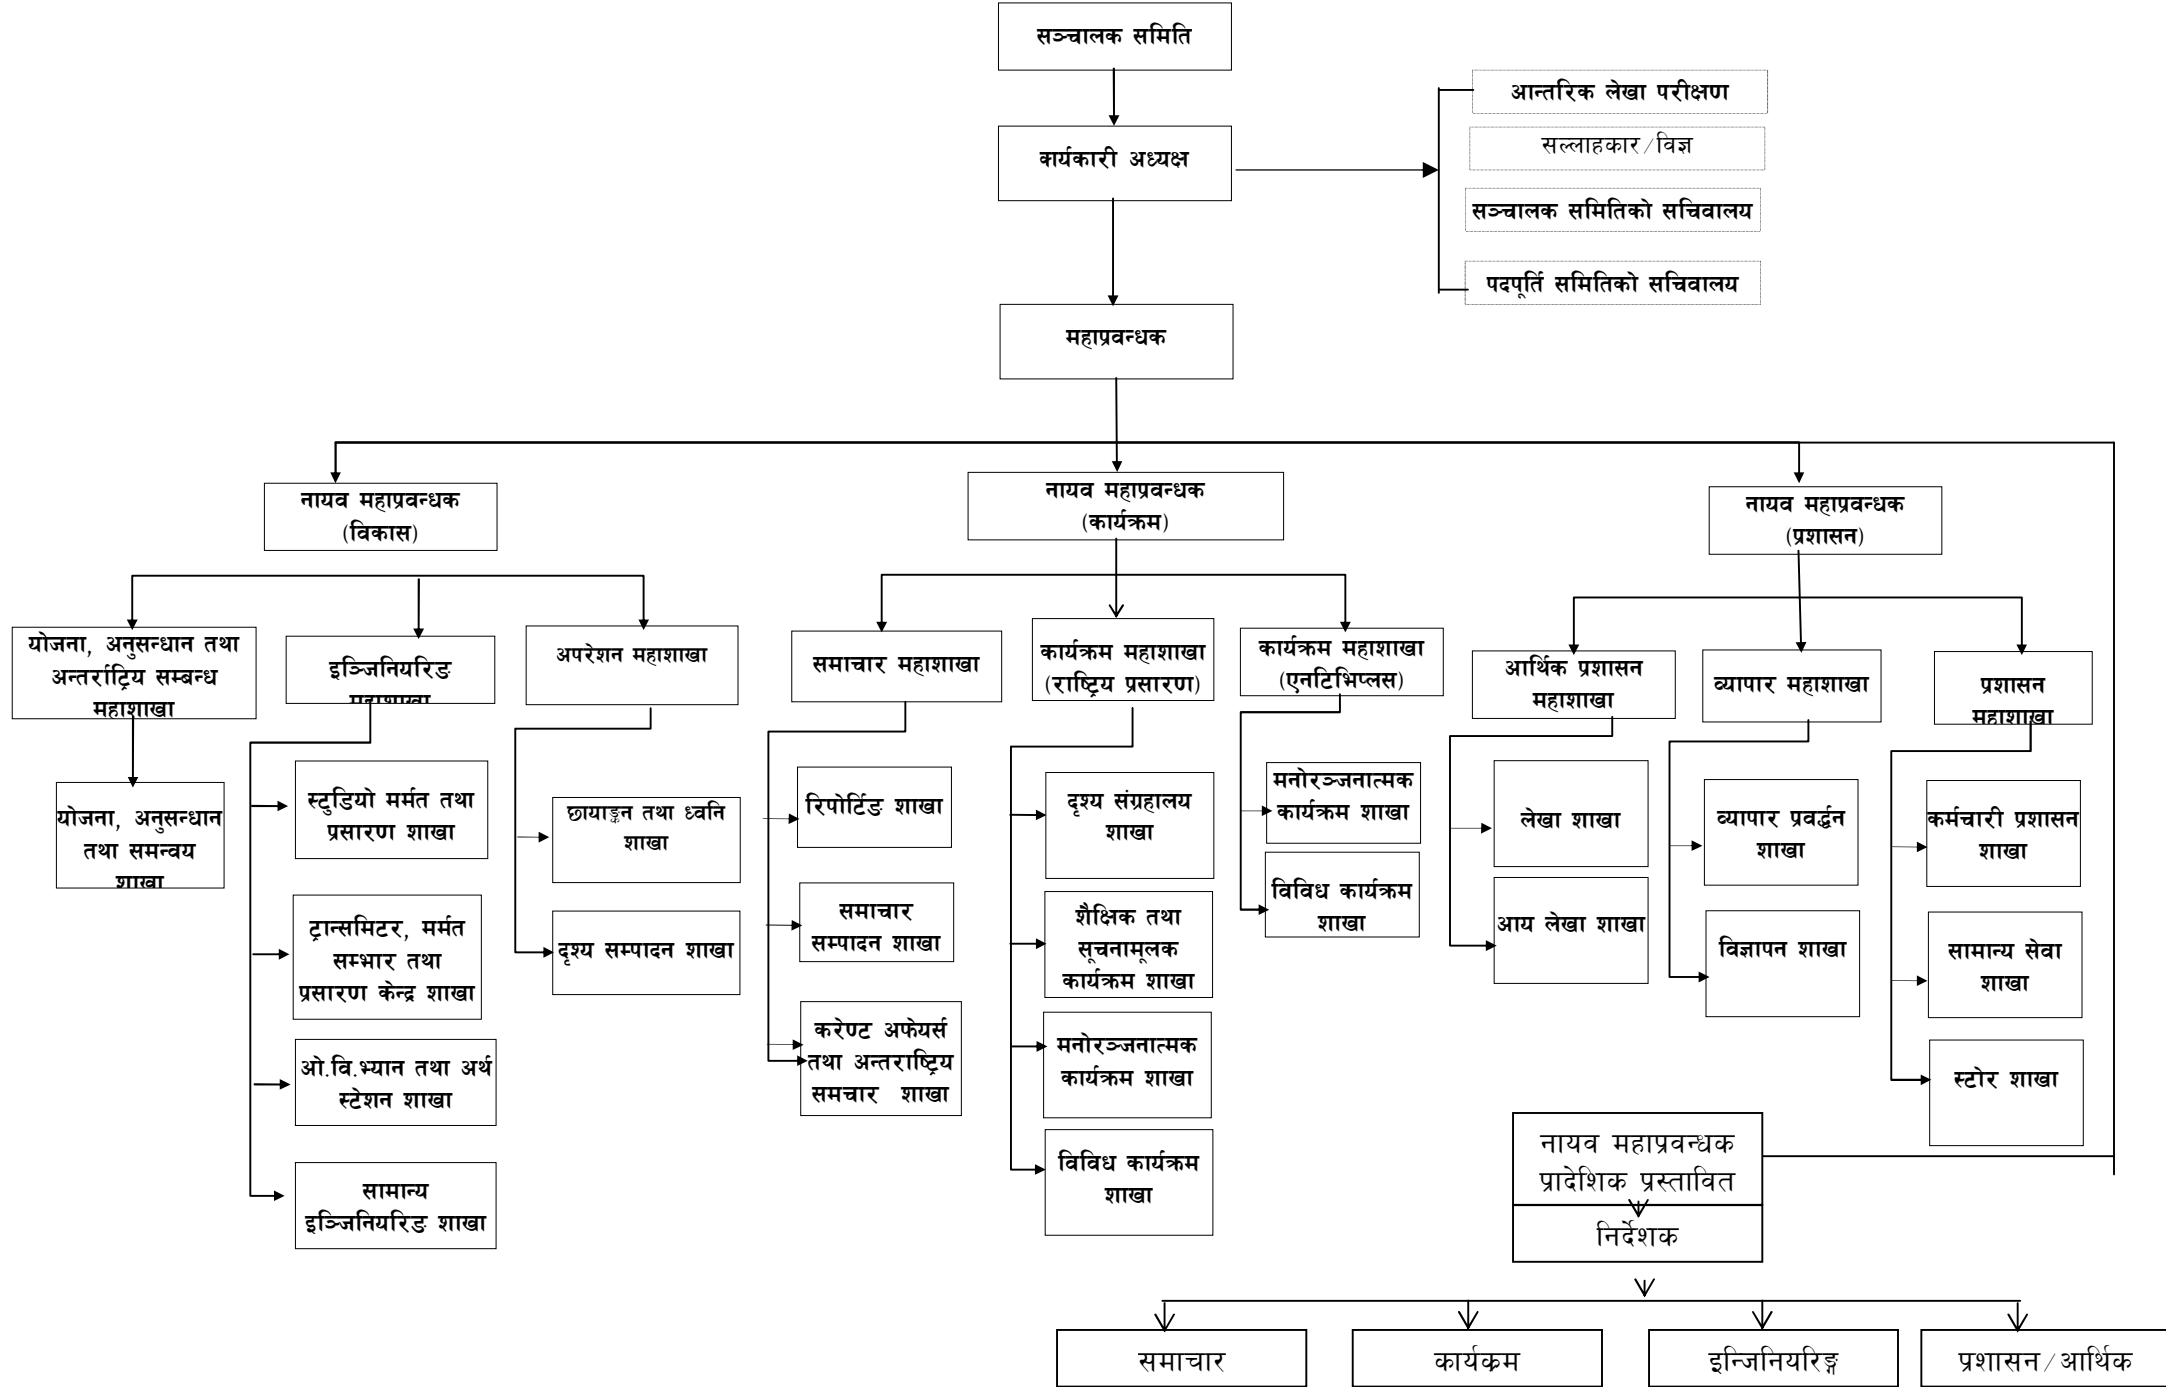 सञ्चालक समिति
आन्तरिक लेखा परीक्षण
सल्लाहकार/विज्ञ
कार्यकारी अध्यक्ष
सञ्चालक समितिको सचिवालय
पदपूर्ति समितिको सचिवालय
महाप्रवन्धक
नायव महाप्रवन्धक
(विकास)
नायव महाप्रवन्धक
(कार्यक्रम)
नायव महाप्रवन्धक
(प्रशासन)
योजना, अनुसन्धान तथा
अन्तर्राट्रिय सम्बन्ध
महाशाखा
इञ्जिनियरिङ
महाशाखा
अपरेशन महाशाखा
समाचार महाशाखा
कार्यक्रम महाशाखा
(राष्ट्रिय प्रसारण)
कार्यक्रम महाशाखा
(एनटिभिप्लस)
आर्थिक प्रशासन
महाशाखा
व्यापार महाशाखा
प्रशासन
महाशाखा
योजना, अनुसन्धान
तथा समन्वय
शाखा
स्टुडियो मर्मत तथा
प्रसारण शाखा
ट्रान्समिटर, मर्मत
सम्भार तथा
प्रसारण केन्द्र शाखा
ओ.वि.भ्यान तथा अर्थ
स्टेशन शाखा
सामान्य
इञ्जिनियरिङ शाखा
छायाङ्कन तथा ध्वनि
शाखा
दृश्य सम्पादन शाखा
रिपोर्टिङ शाखा
समाचार
सम्पादन शाखा
करेण्ट अफेयर्स
तथा अन्तराष्ट्रिय
समचार शाखा
दृश्य संग्रहालय
शाखा
शैक्षिक तथा
सूचनामूलक
कार्यक्रम शाखा
मनोरञ्जनात्मक
कार्यक्रम शाखा
विविध कार्यक्रम
शाखा
मनोरञ्जनात्मक
कार्यक्रम शाखा
विविध कार्यक्रम
शाखा
लेखा शाखा
आय लेखा शाखा
व्यापार प्रवर्द्धन
शाखा
विज्ञापन शाखा
कर्मचारी प्रशासन
शाखा
सामान्य सेवा
शाखा
स्टोर शाखा
नायव महाप्रवन्धक
प्रादेशिक प्रस्तावित
निर्देशक
समाचार
कार्यक्रम
इन्जिनियरिङ्ग
प्रशासन/आर्थिक